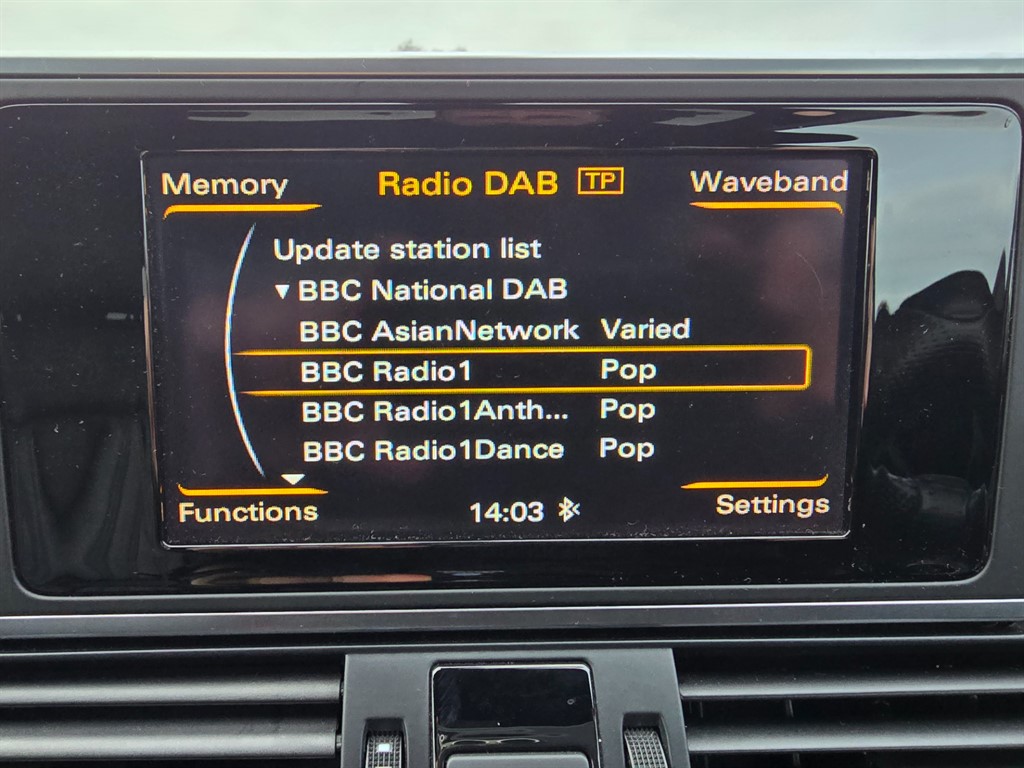 Memory Radio DAB TP Waveband
Update station list
▼ BBC National DAB
BBC AsianNetwork Varied
BBC Radio1 Pop
BBC Radio1Anth... Pop
BBC Radio1Dance Pop
Functions 14:03 Settings